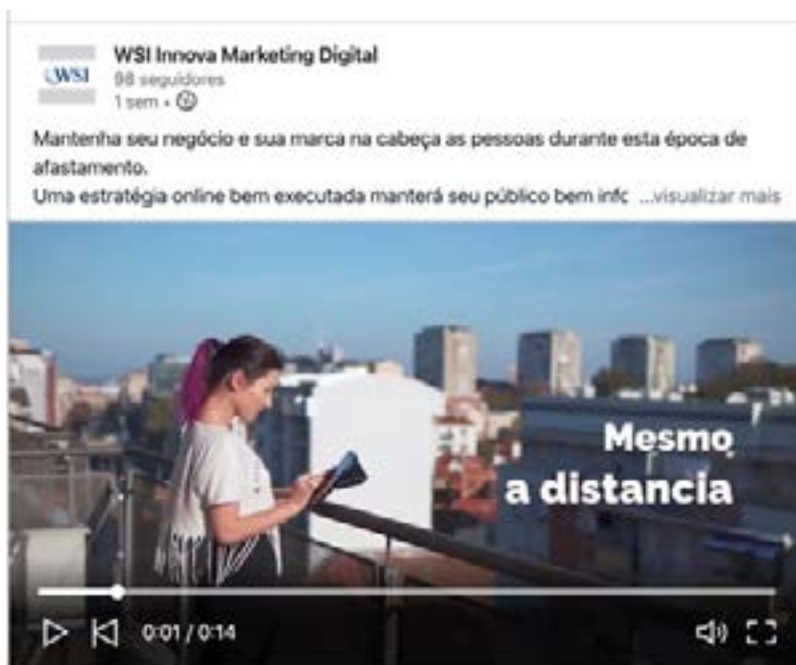 WSI Innova Marketing Digital
WSI
98 seguidores
1 sem •
Mantenha seu negócio e sua marca na cabeça as pessoas durante esta época de
afastamento.
Uma estratégia online bem executada manterá seu público bem infc ...visualizar mais
Mesmo
a distancia
0:01 / 0:14